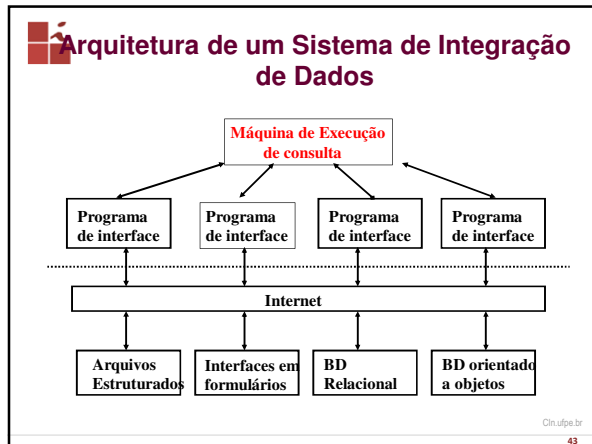 Arquitetura de um Sistema de Integração
de Dados
Máquina de Execução
de consulta
Programa
de interface
Programa
de interface
Programa
de interface
Programa
de interface
Internet
Arquivos
Estruturados
Interfaces em
formulários
BD
Relacional
BD orientado
a objetos
CIn.ufpe.br
43